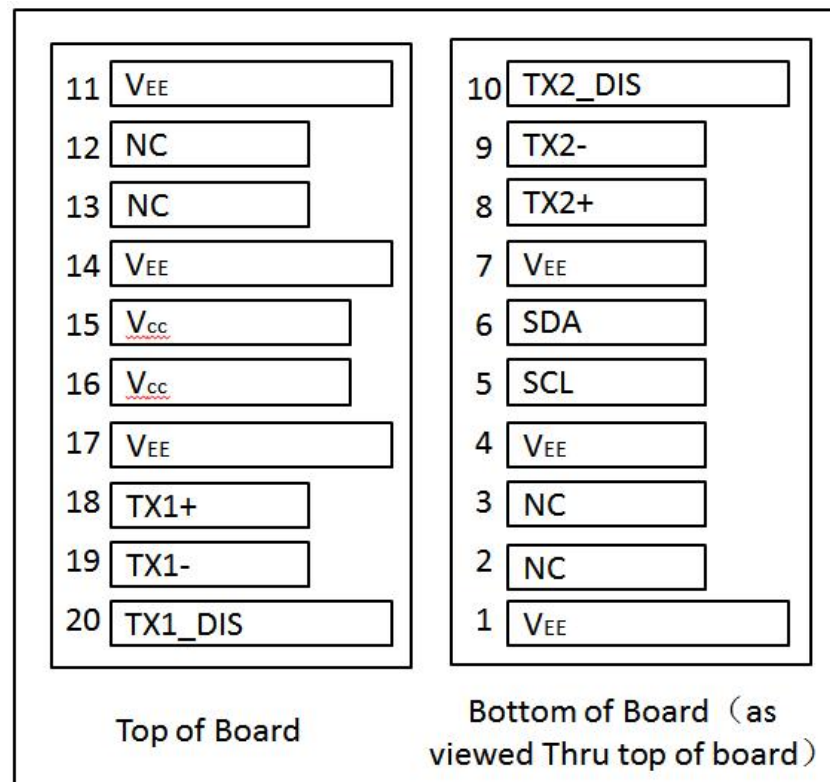 11 VEE
12 NC
13 NC
14 VEE
15 Vcc
16 Vcc
17 VEE
18 TX1+
19 TX1-
20 TX1_DIS
Top of Board
10 TX2_DIS
9 TX2-
8 TX2+
7 VEE
6 SDA
5 SCL
4 VEE
3 NC
2 NC
1 VEE
Bottom of Board（as
viewed Thru top of board）